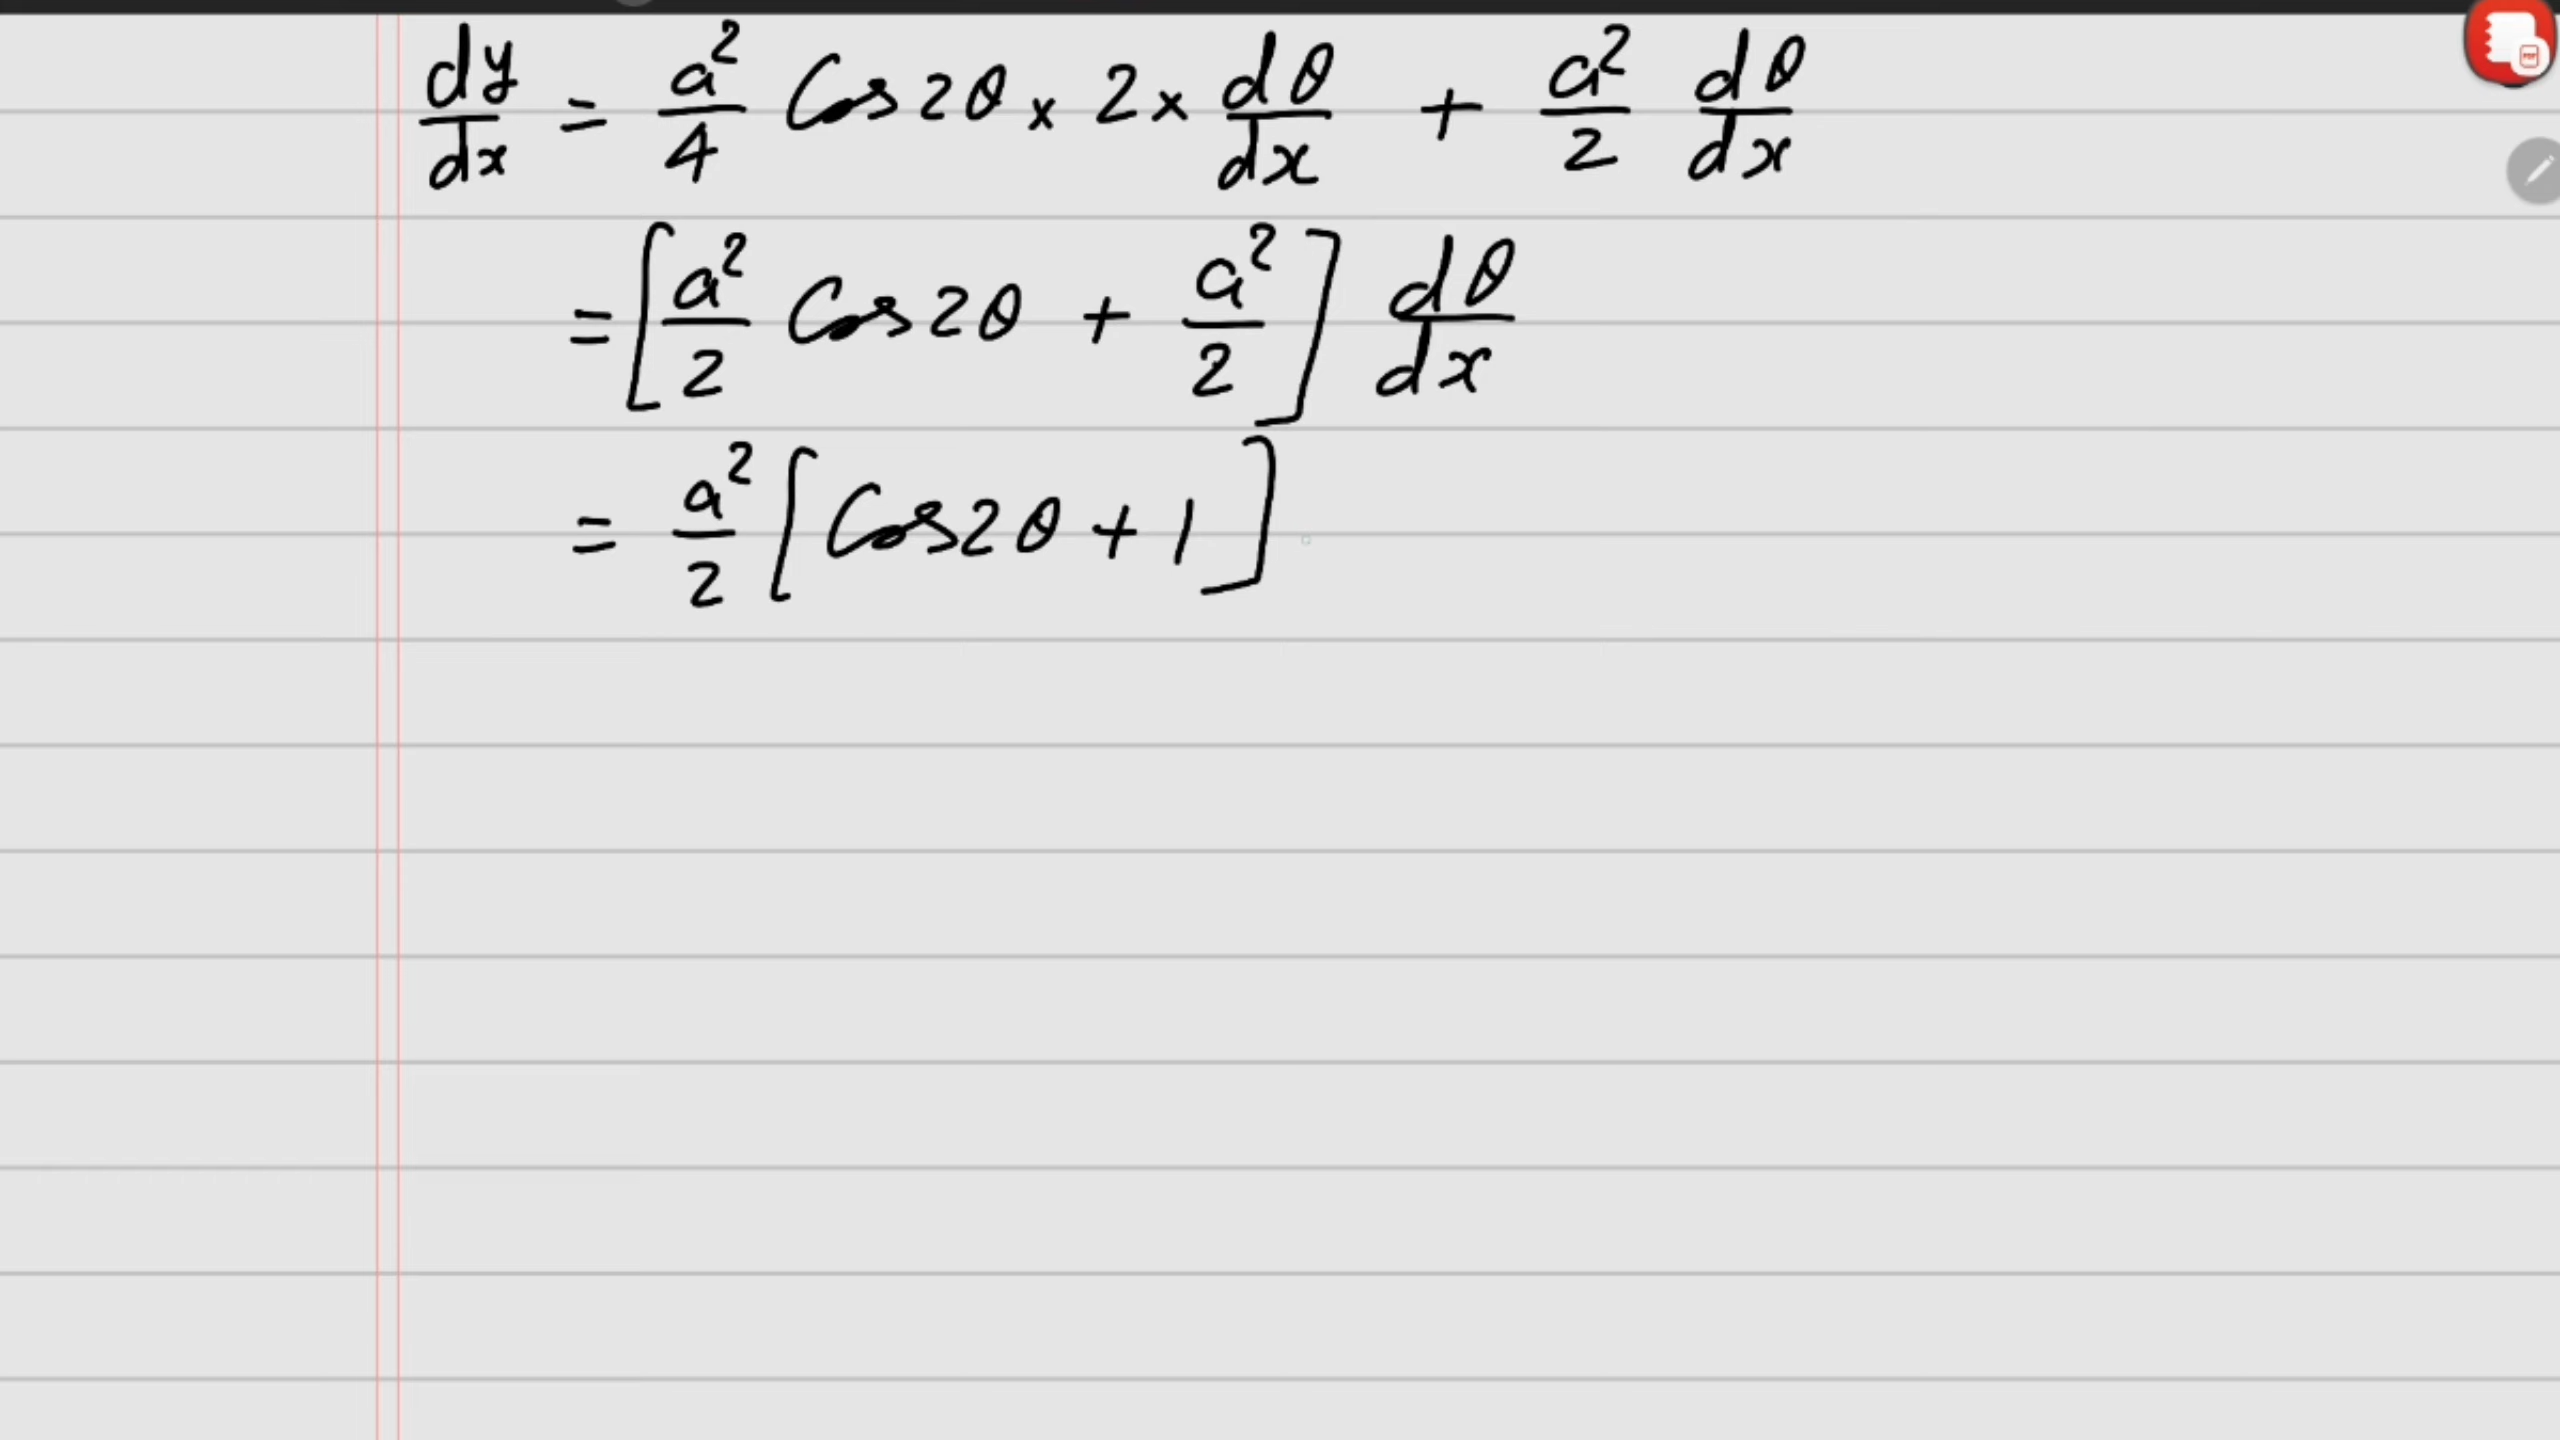 dy/dx = a²/4 Cos 2θ × 2 × dθ/dx + a²/2 dθ/dx
= [a²/2 Cos 2θ + a²/2] dθ/dx
= a²/2 [Cos 2θ + 1]